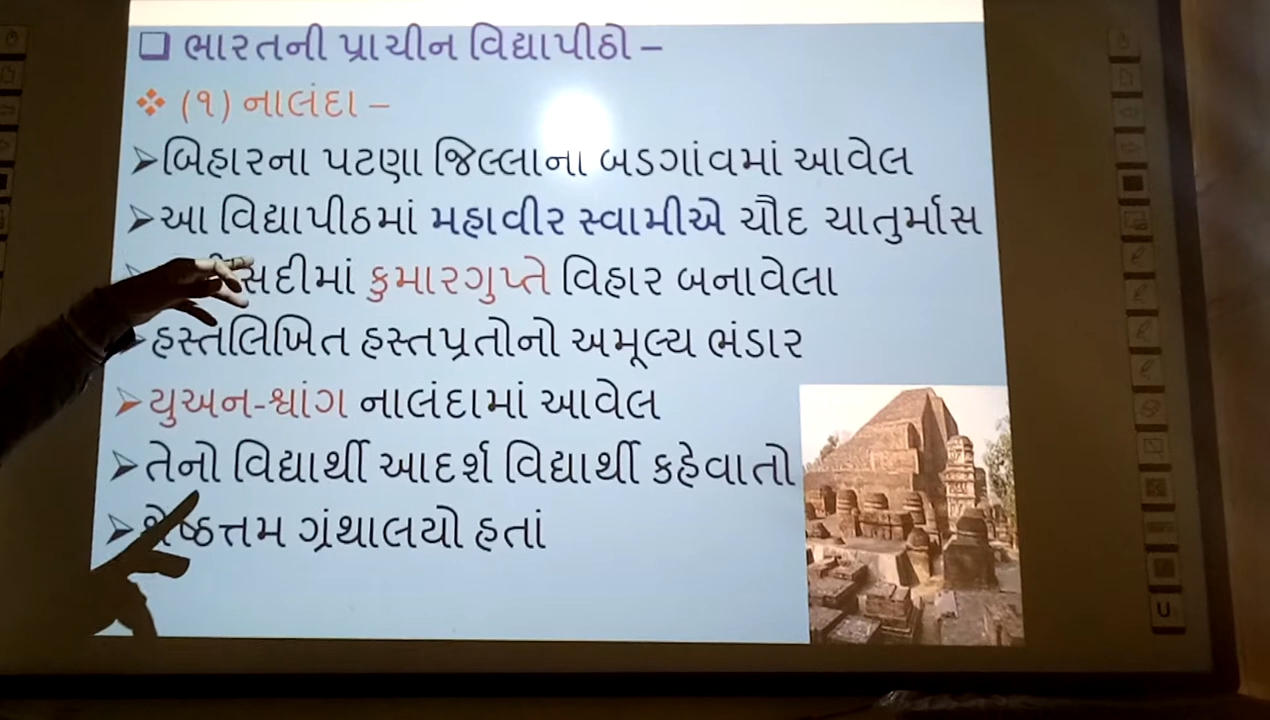 ❑ ભારતની પ્રાચીન વિદ્યાપીઠો –
❖ (૧) નાલંદા –
➢બિહારના પટણા જિલ્લાના બડગાંવમાં આવેલ
➢આ વિદ્યાપીઠમાં મહાવીર સ્વામીએ ચૌદ ચાતુર્માસ
સદીમાં કુમારગુપ્તે વિહાર બનાવેલા
➢હસ્તલિખિત હસ્તપ્રતોનો અમૂલ્ય ભંડાર
➢યુઅન-શ્વાંગ નાલંદામાં આવેલ
➢તેનો વિદ્યાર્થી આદર્શ વિદ્યાર્થી કહેવાતો
➢શ્રેષ્ઠત્તમ ગ્રંથાલયો હતાં